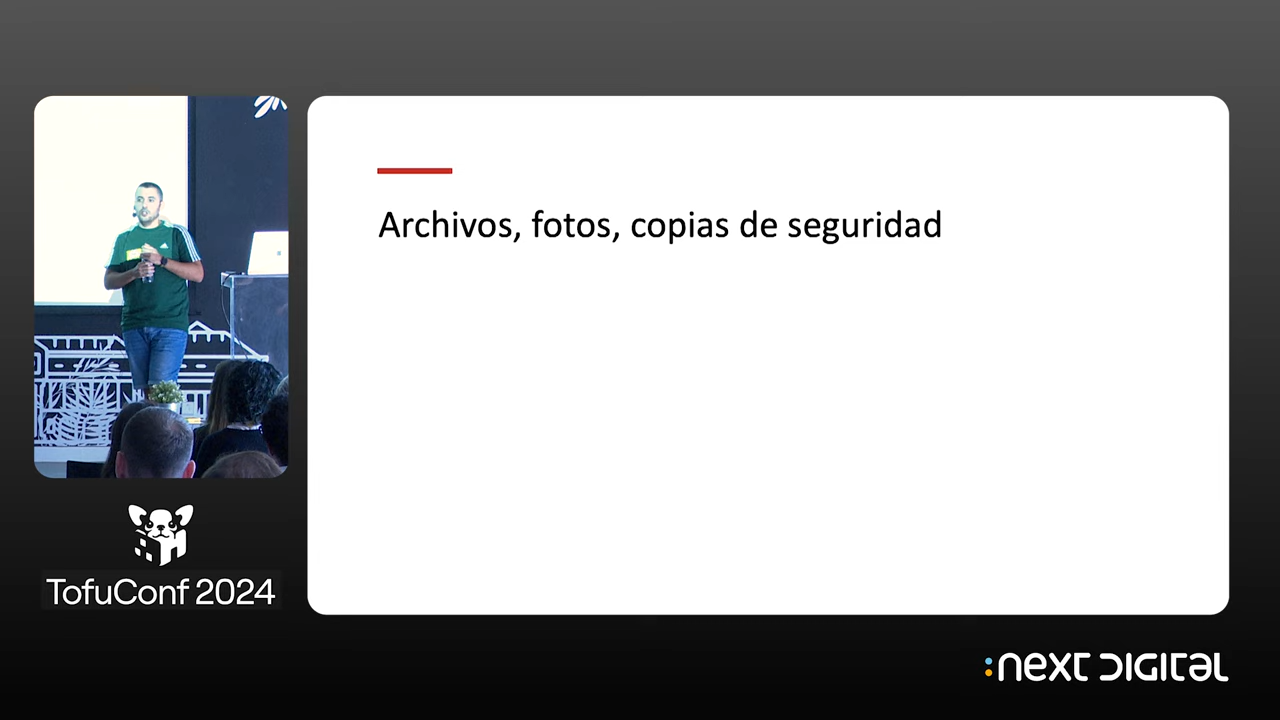 Archivos, fotos, copias de seguridad
TofuConf 2024
:NEXT DIGITAL